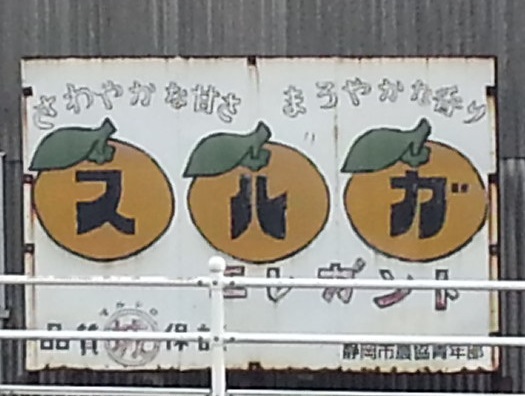 さわやかな甘さ まろやかな香り
スルガ
エレガント
品質 保証
静岡市農協青年部